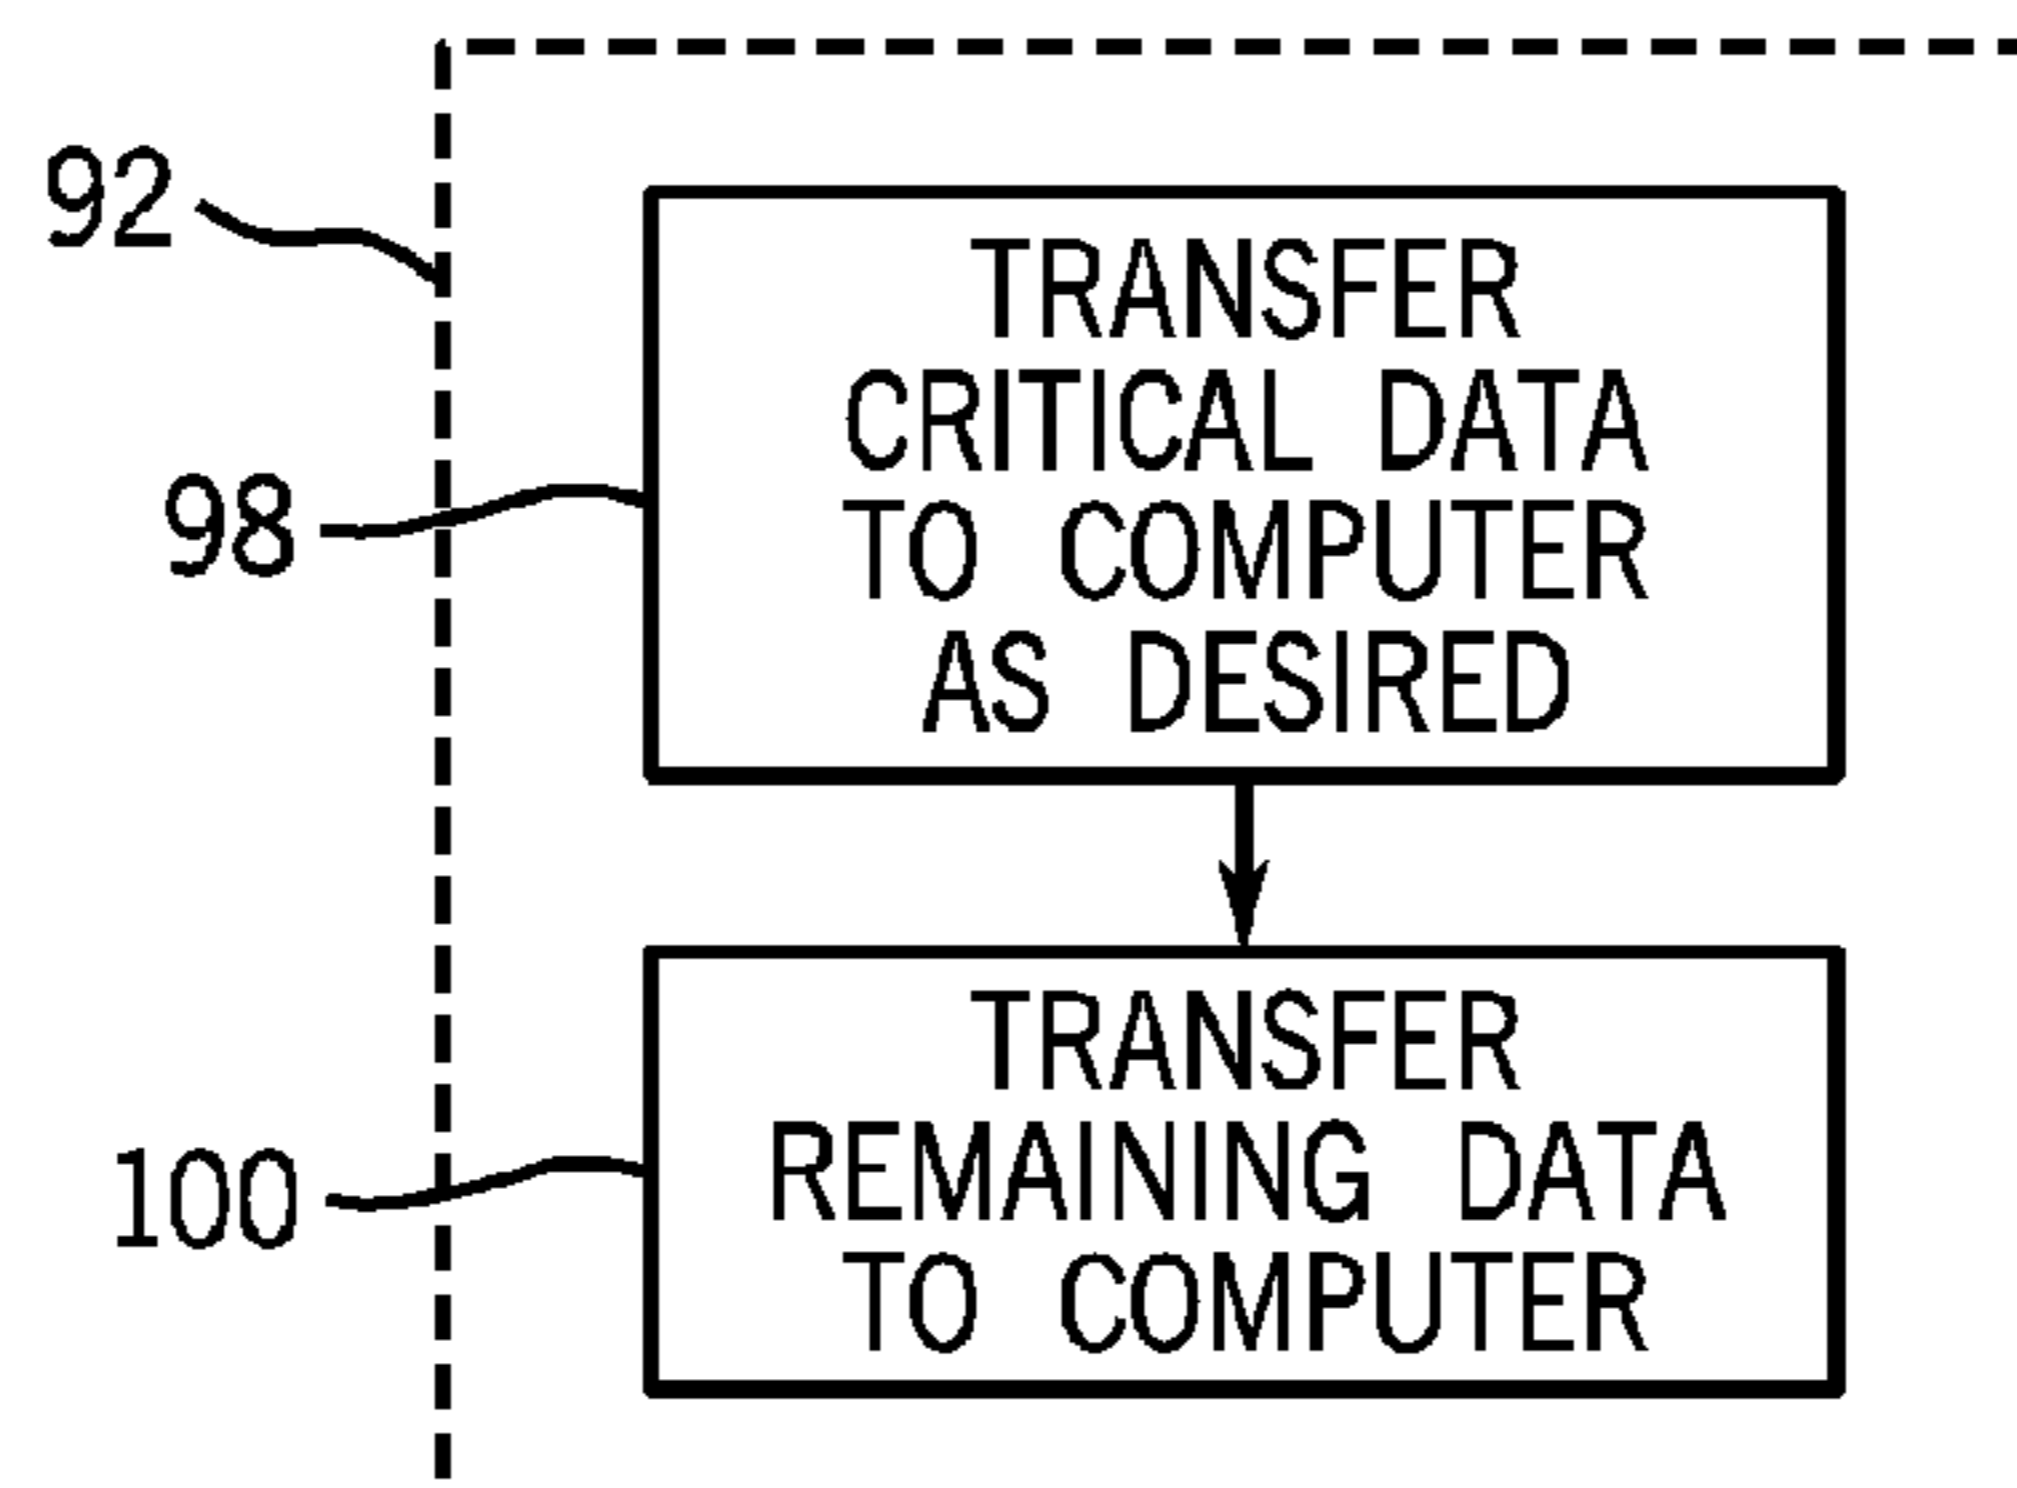 92
TRANSFER
CRITICAL DATA
TO COMPUTER
AS DESIRED
98
TRANSFER
REMAINING DATA
TO COMPUTER
100